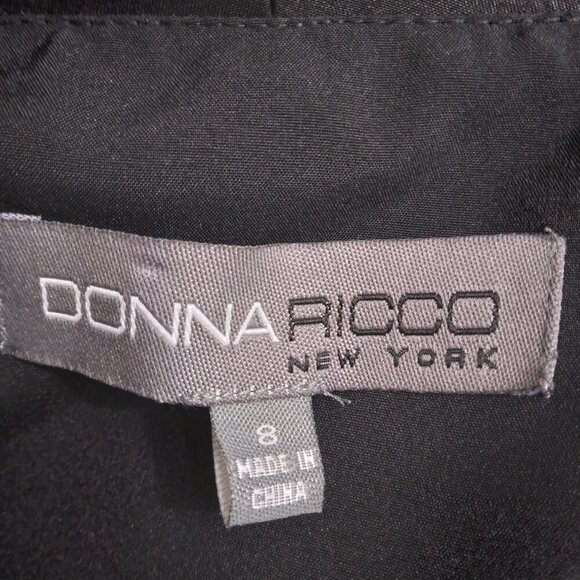 DONNA RICCO
NEW YORK
8
MADE IN
CHINA